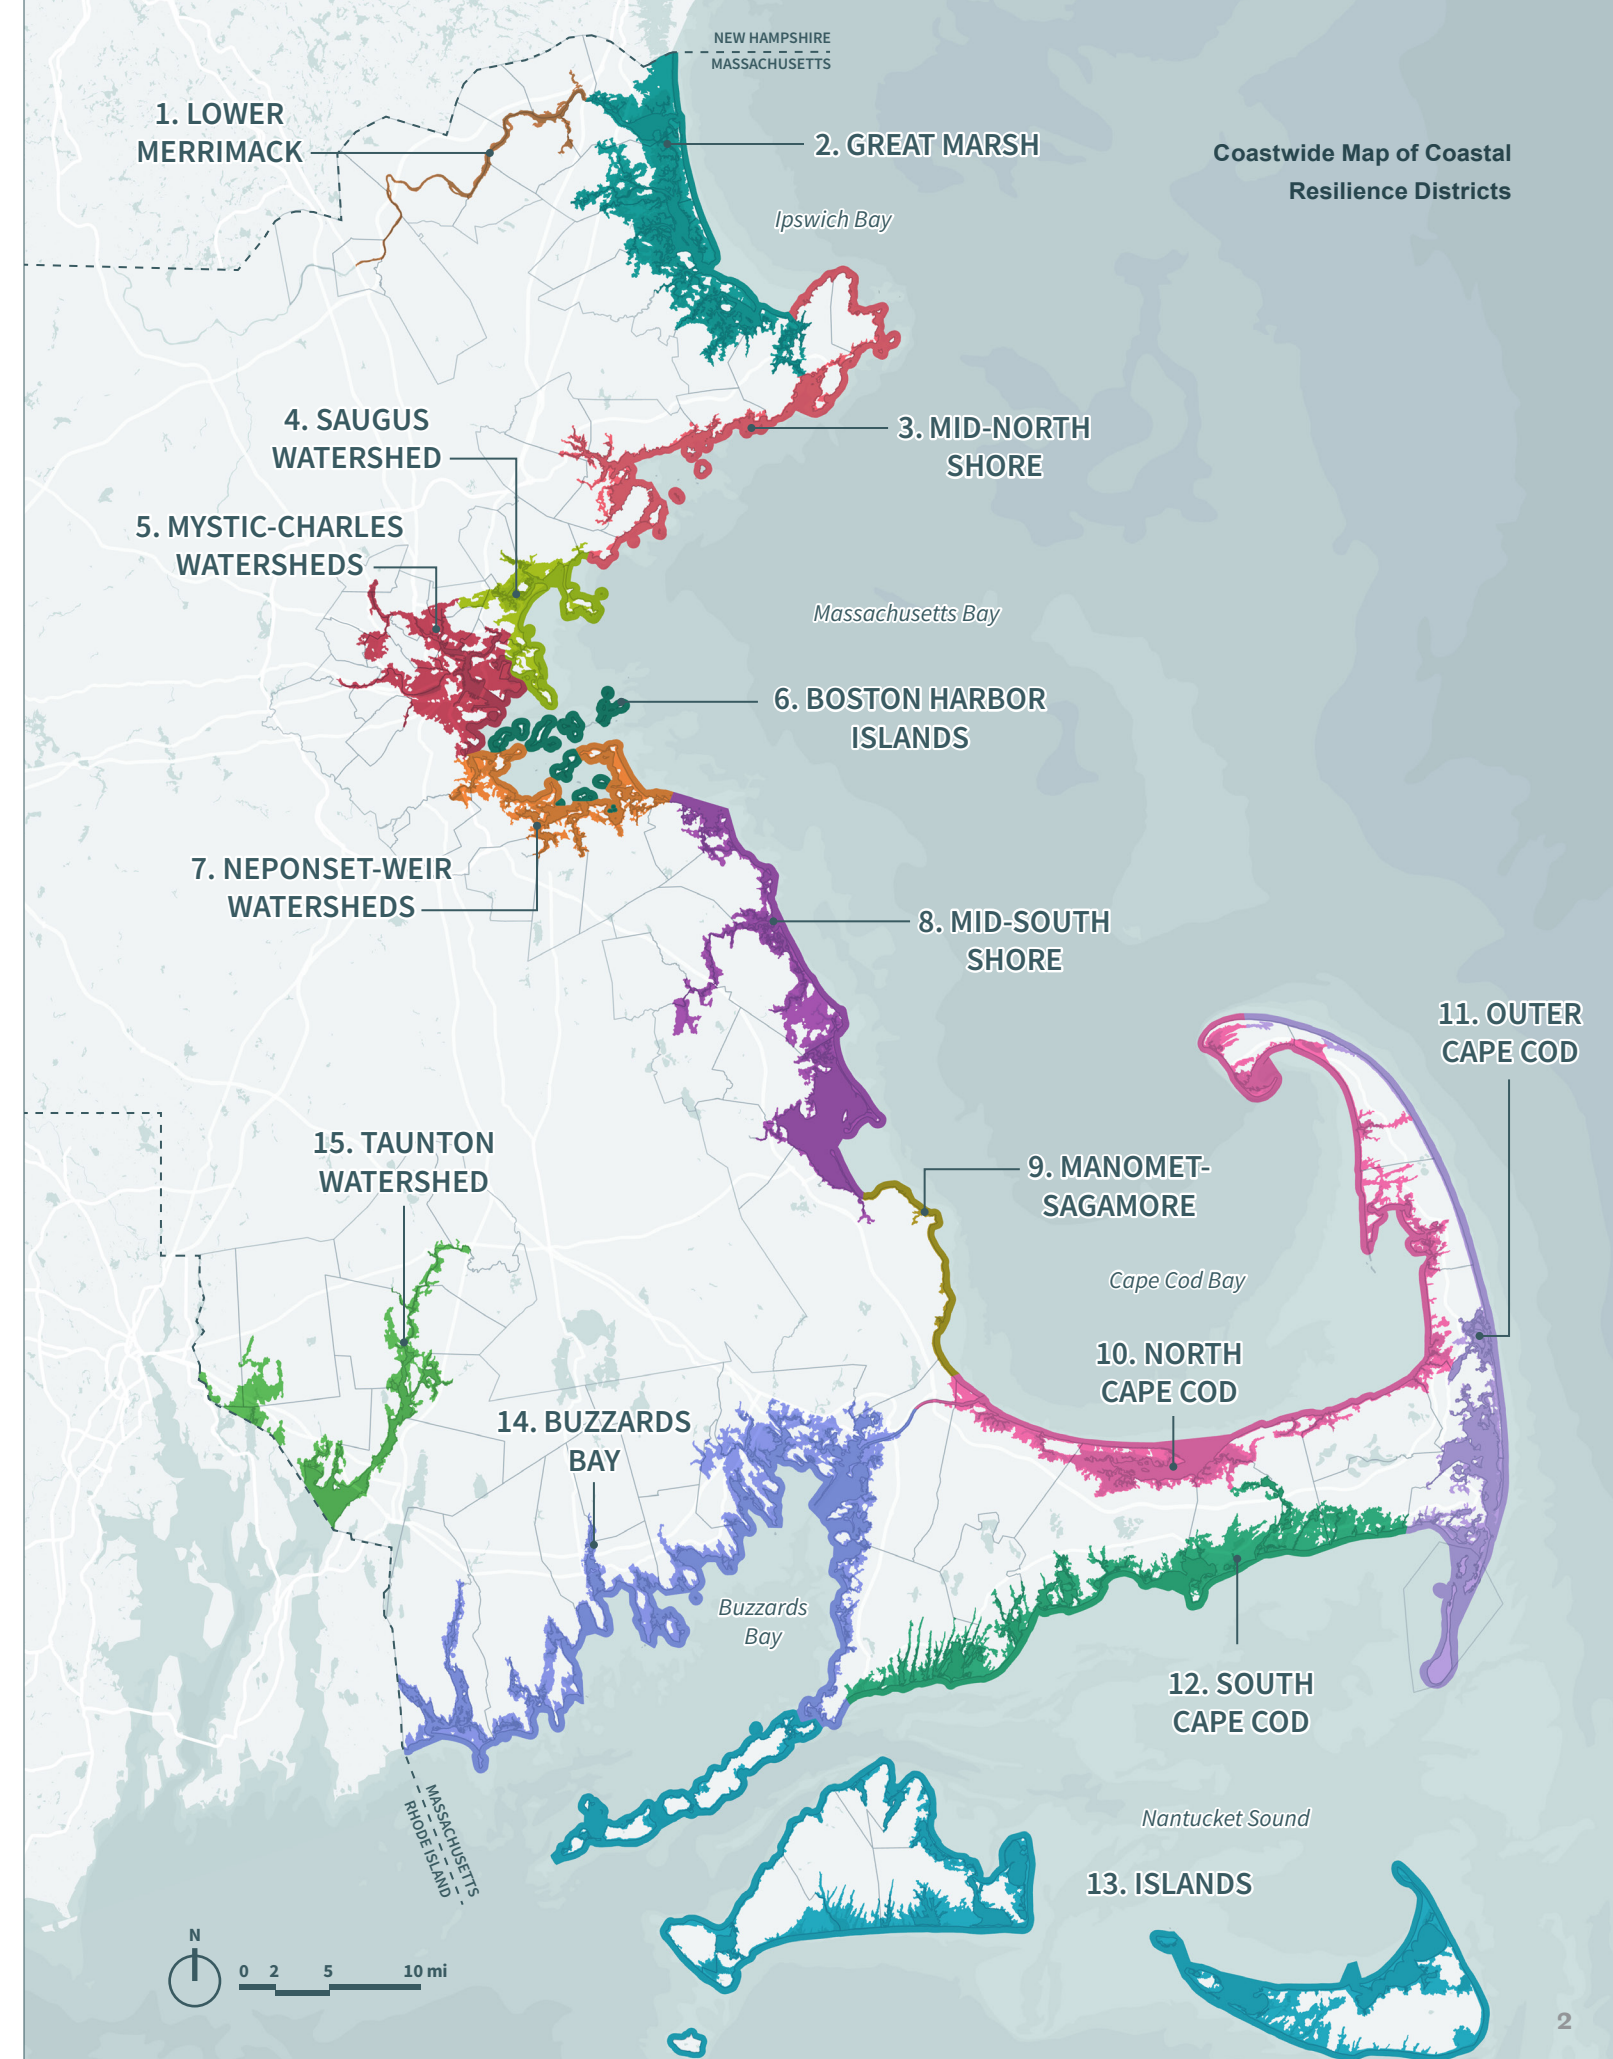 NEW HAMPSHIRE
MASSACHUSETTS
1. LOWER
MERRIMACK
2. GREAT MARSH
Coastwide Map of Coastal
Resilience Districts
Ipswich Bay
4. SAUGUS
WATERSHED
3. MID-NORTH
SHORE
5. MYSTIC-CHARLES
WATERSHEDS
Massachusetts Bay
6. BOSTON HARBOR
ISLANDS
7. NEPONSET-WEIR
WATERSHEDS
8. MID-SOUTH
SHORE
11. OUTER
CAPE COD
15. TAUNTON
WATERSHED
9. MANOMET-
SAGAMORE
Cape Cod Bay
10. NORTH
CAPE COD
14. BUZZARDS
BAY
Buzzards
Bay
12. SOUTH
CAPE COD
MASSACHUSETTS
RHODE ISLAND
Nantucket Sound
13. ISLANDS
N
0 2 5 10 mi
2